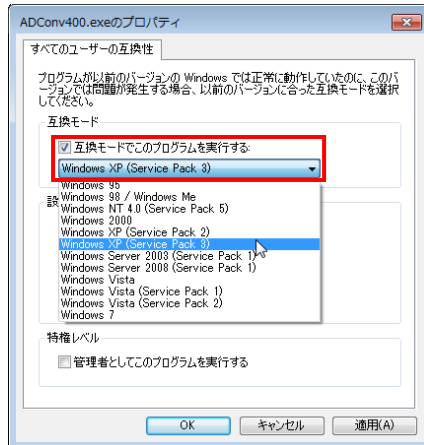 ADConv400.exeのプロパティ
すべてのユーザーの互換性
プログラムが以前のバージョンの Windows では正常に動作していたのに、このバ
ージョンでは問題が発生する場合、以前のバージョンに合った互換モードを選択
してください。
互換モード
互換モードでこのプログラムを実行する:
Windows XP (Service Pack 3)
Windows 95
Windows 98 / Windows Me
設
Windows NT 4.0 (Service Pack 5)
Windows 2000
Windows XP (Service Pack 2)
Windows XP (Service Pack 3)
Windows Server 2003 (Service Pack 1)
Windows Server 2008 (Service Pack 1)
Windows Vista
Windows Vista (Service Pack 1)
Windows Vista (Service Pack 2)
Windows 7
特権レベル
管理者としてこのプログラムを実行する
OK
キャンセル
適用(A)